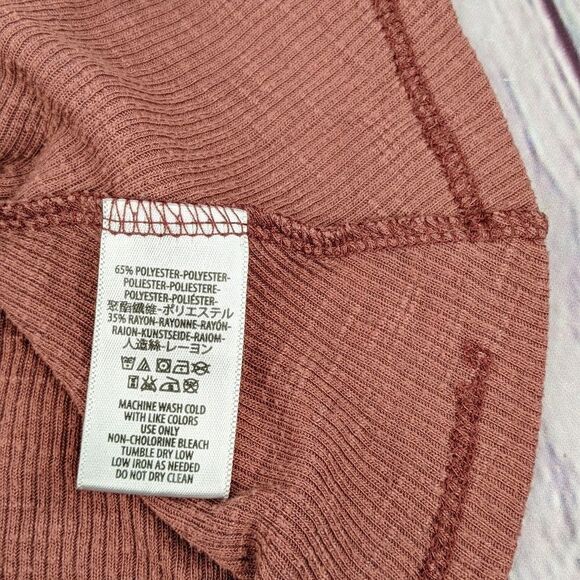 65% POLYESTER-POLYESTER-
POLIESTER-POLIESTERE-
POLYESTER-POLIÉSTER-
聚酯纖維-ポリエステル
35% RAYON-RAYONNE-RAYÓN-
RAION-KUNSTSEIDE-RAIOM-
人造絲-レーヨン
MACHINE WASH COLD
WITH LIKE COLORS
USE ONLY
NON-CHOLORINE BLEACH
TUMBLE DRY LOW
LOW IRON AS NEEDED
DO NOT DRY CLEAN